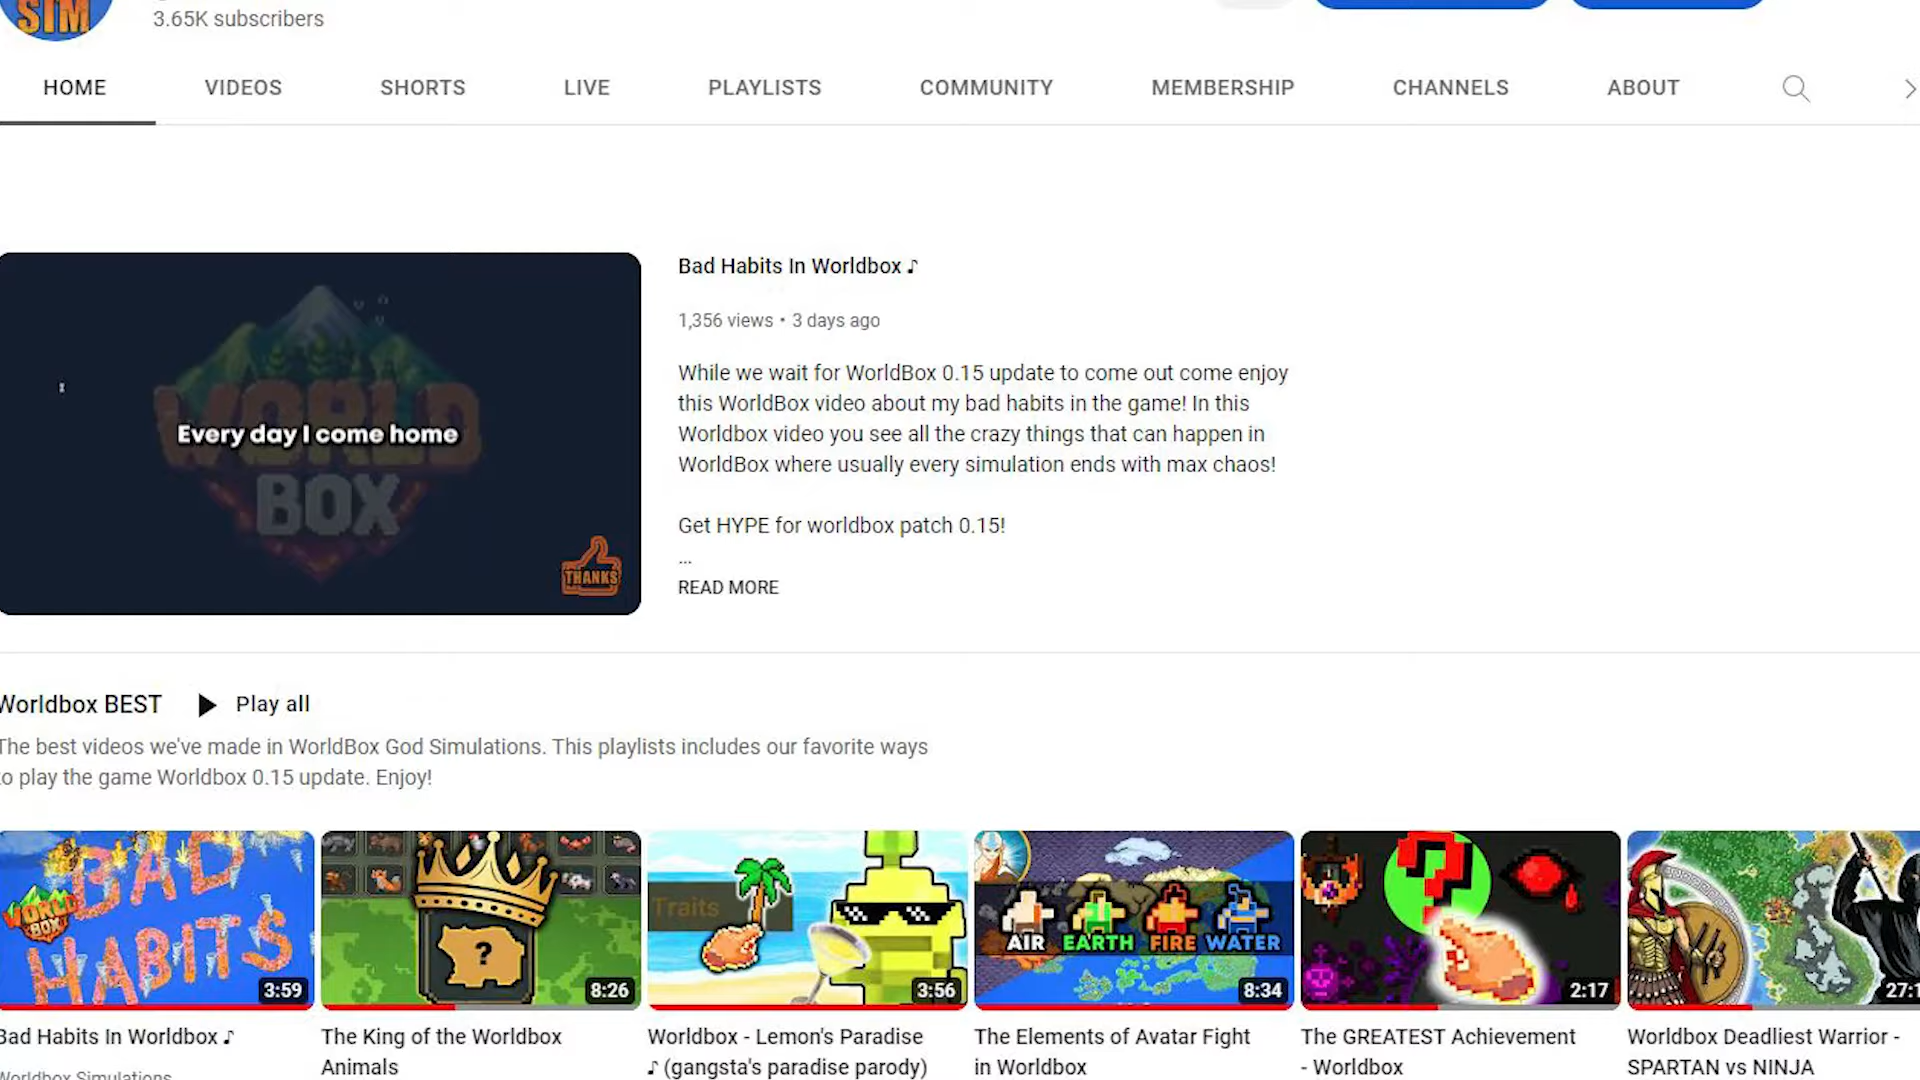 SIM
3.65K subscribers
HOME VIDEOS SHORTS LIVE PLAYLISTS COMMUNITY MEMBERSHIP CHANNELS ABOUT
WORLD
Every day I come home
BOX
THANKS
Bad Habits In Worldbox ♪
1,356 views • 3 days ago
While we wait for WorldBox 0.15 update to come out come enjoy
this WorldBox video about my bad habits in the game! In this
Worldbox video you see all the crazy things that can happen in
WorldBox where usually every simulation ends with max chaos!
Get HYPE for worldbox patch 0.15!
...
READ MORE
Worldbox BEST Play all
The best videos we've made in WorldBox God Simulations. This playlists includes our favorite ways
to play the game Worldbox 0.15 update. Enjoy!
BAD
WORLD
BOX
HABITS
3:59
?
8:26
Traits
3:56
AIR EARTH FIRE WATER
8:34
?
2:17
27:1
Bad Habits In Worldbox ♪
Worldbox Simulations
The King of the Worldbox
Animals
Worldbox - Lemon's Paradise
♪ (gangsta's paradise parody)
The Elements of Avatar Fight
in Worldbox
The GREATEST Achievement
- Worldbox
Worldbox Deadliest Warrior -
SPARTAN vs NINJA